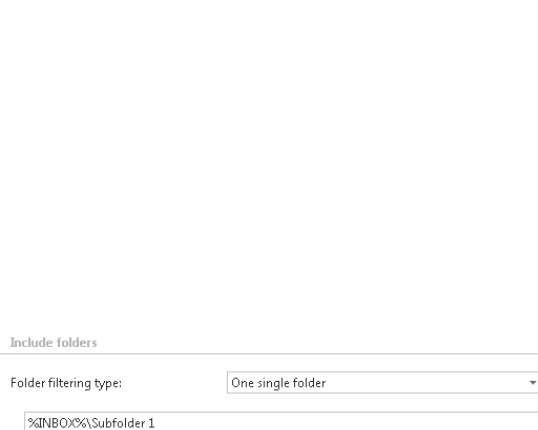 Include folders
Folder filtering type: One single folder
%INBOX%\Subfolder 1